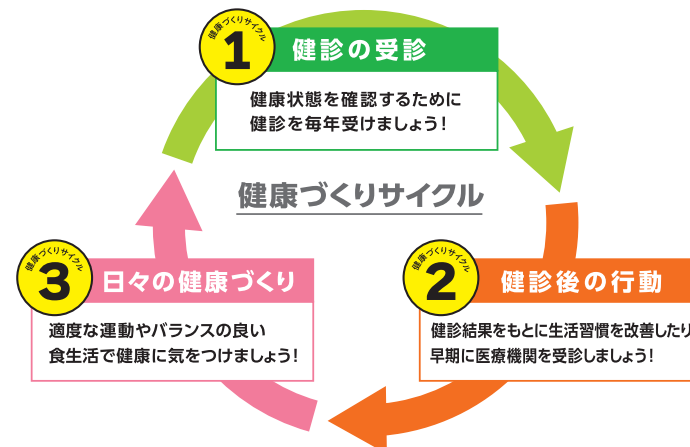 健康づくりサイクル
1
健診の受診
健康状態を確認するために
健診を毎年受けましょう!
健康づくりサイクル
健康づくりサイクル
2
健診後の行動
健診結果をもとに生活習慣を改善したり
早期に医療機関を受診しましょう!
健康づくりサイクル
3
日々の健康づくり
適度な運動やバランスの良い
食生活で健康に気をつけましょう!